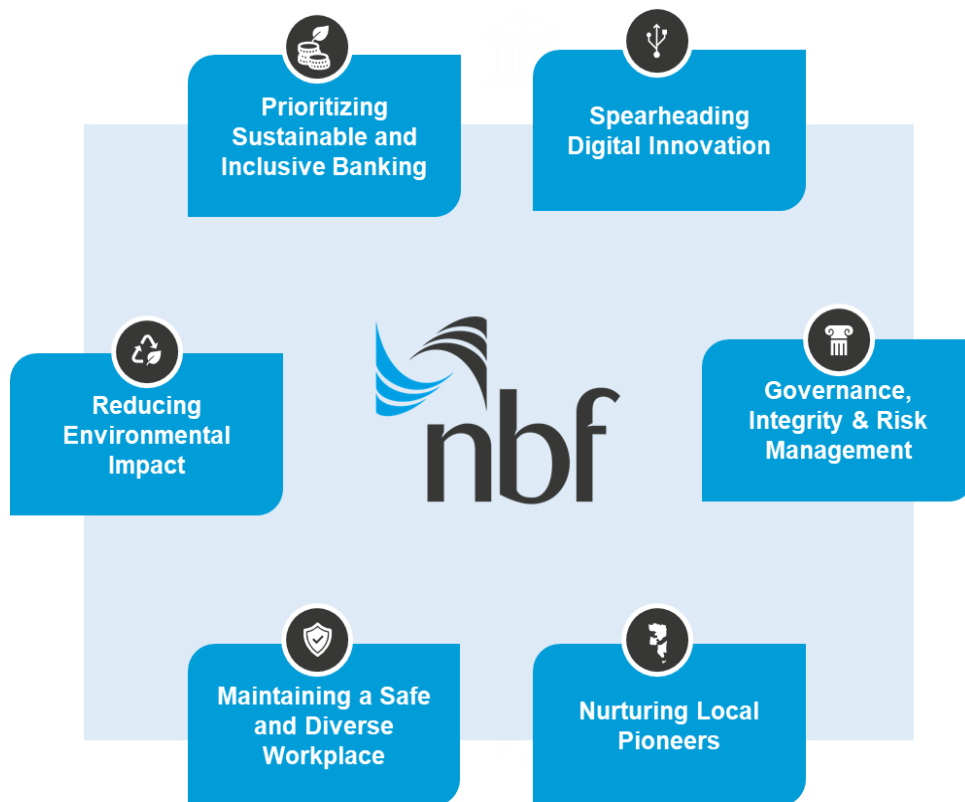 Prioritizing
Sustainable and
Inclusive Banking
Spearheading
Digital Innovation
Reducing
Environmental
Impact
nbf
Governance,
Integrity & Risk
Management
Maintaining a Safe
and Diverse
Workplace
Nurturing Local
Pioneers